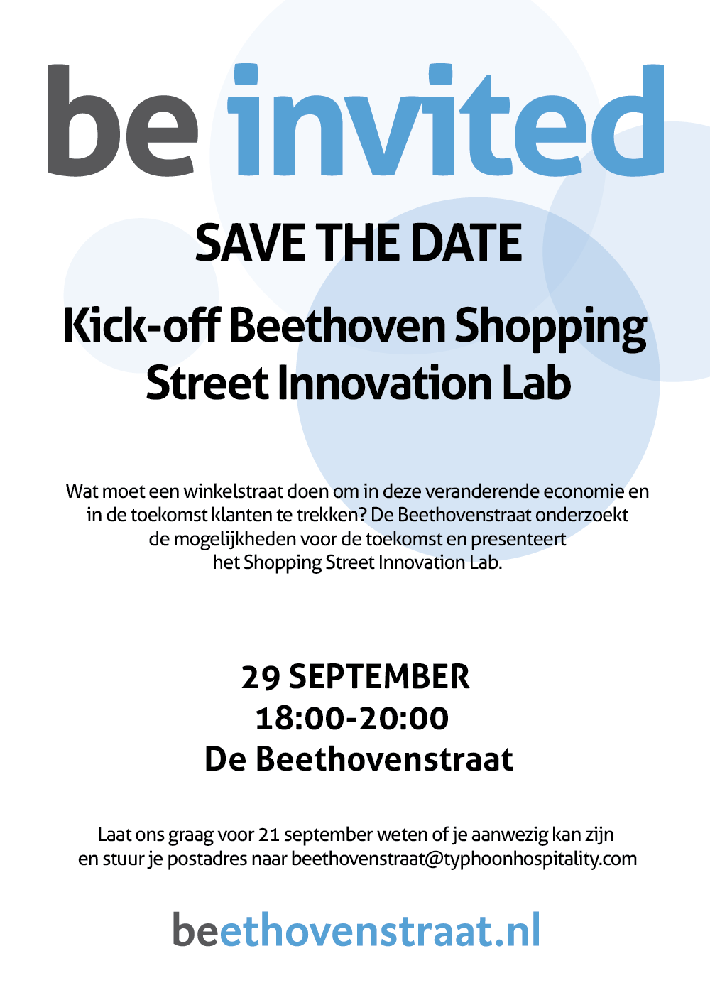 be invited
SAVE THE DATE
Kick-off Beethoven Shopping
Street Innovation Lab
Wat moet een winkelstraat doen om in deze veranderende economie en
in de toekomst klanten te trekken? De Beethovenstraat onderzoekt
de mogelijkheden voor de toekomst en presenteert
het Shopping Street Innovation Lab.
29 SEPTEMBER
18:00-20:00
De Beethovenstraat
Laat ons graag voor 21 september weten of je aanwezig kan zijn
en stuur je postadres naar beethovenstraat@typhoonhospitality.com
beethovenstraat.nl